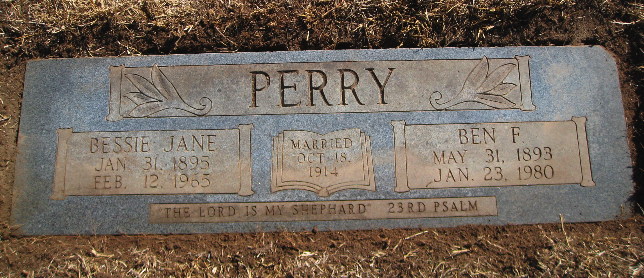 PERRY
BESSIE JANE
JAN. 31, 1895
FEB. 12, 1965
MARRIED
OCT. 18,
1914
BEN F.
MAY 31, 1893
JAN. 23, 1980
"THE LORD IS MY SHEPHARD" 23RD PSALM